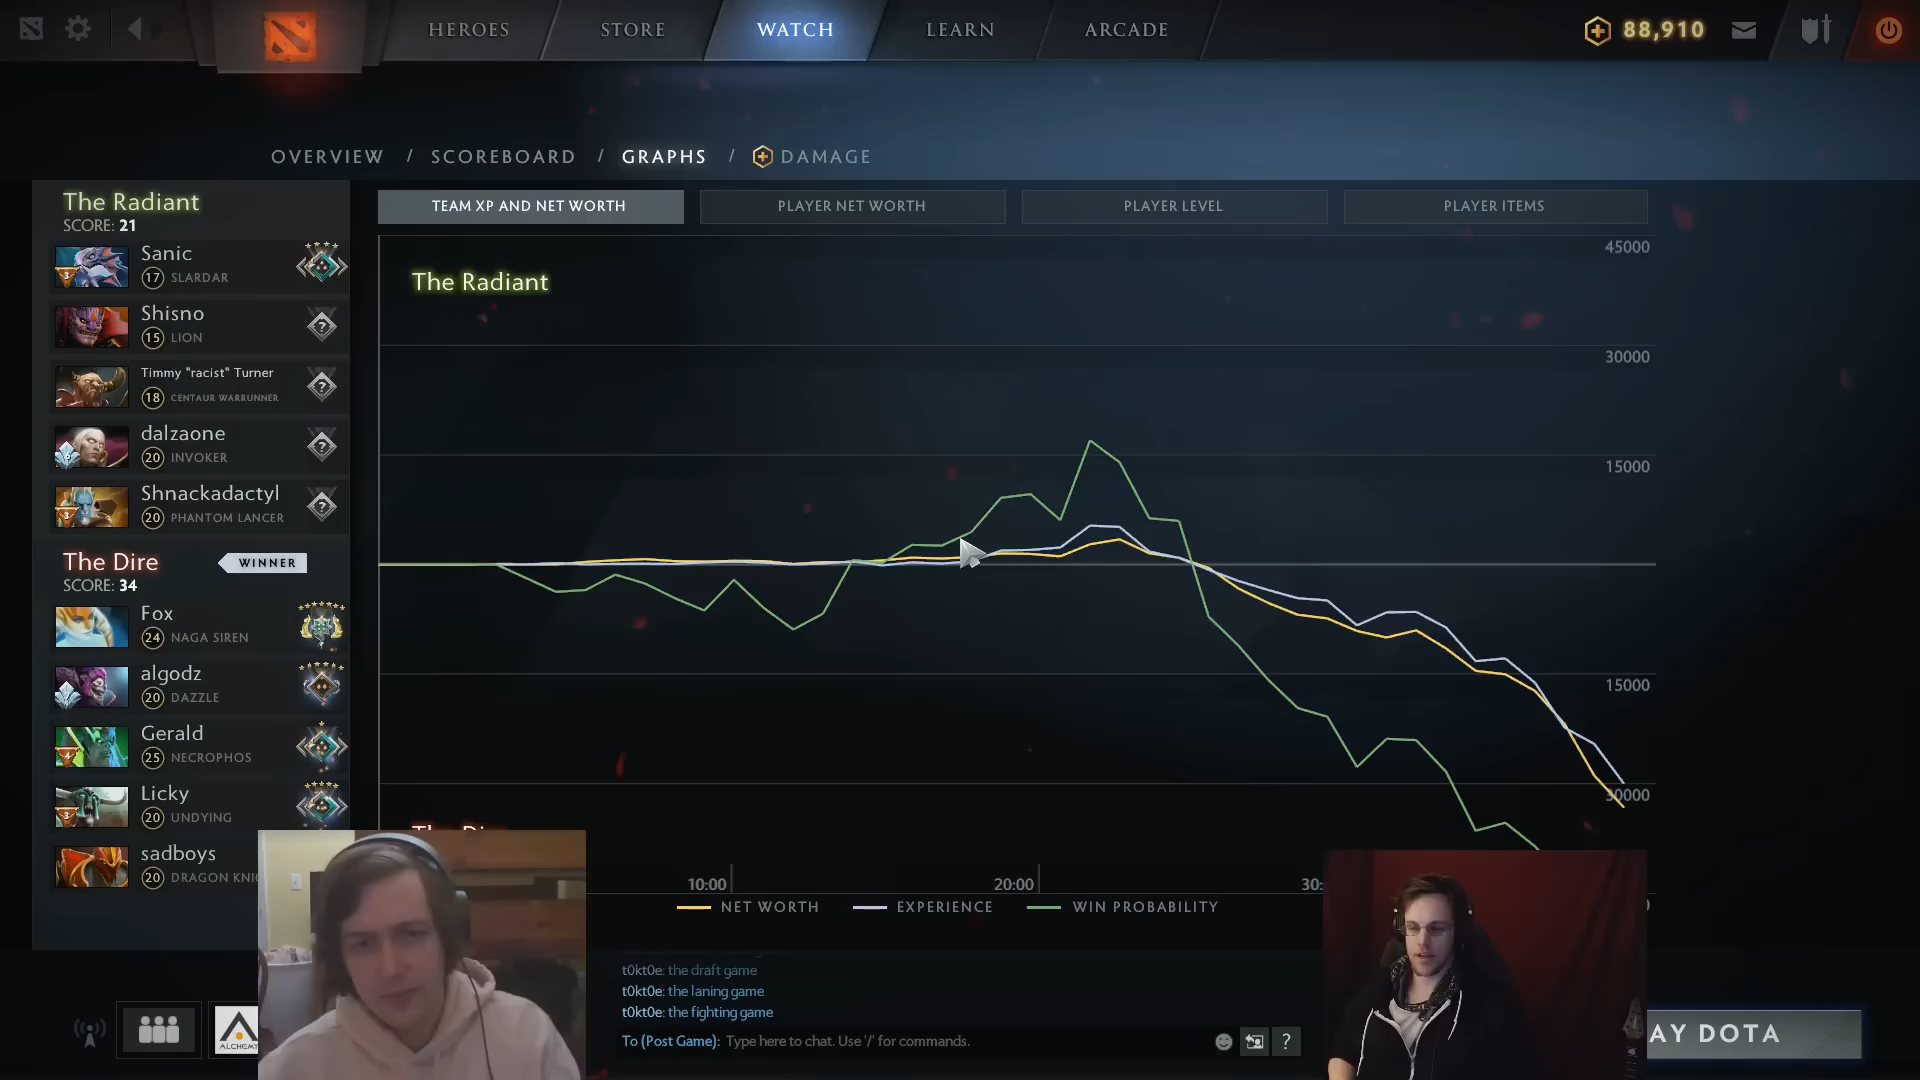 HEROES
STORE
WATCH
LEARN
ARCADE
88,910
OVERVIEW / SCOREBOARD / GRAPHS / DAMAGE
TEAM XP AND NET WORTH
PLAYER NET WORTH
PLAYER LEVEL
PLAYER ITEMS
The Radiant
SCORE: 21
Sanic
17 SLARDAR
Shisno
15 LION
Timmy "racist" Turner
18 CENTAUR WARRUNNER
dalzaone
20 INVOKER
Shnackadactyl
20 PHANTOM LANCER
The Dire
WINNER
SCORE: 34
Fox
24 NAGA SIREN
algodz
20 DAZZLE
Gerald
25 NECROPHOS
Licky
20 UNDYING
sadboys
20 DRAGON KNI
The Radiant
45000
30000
15000
15000
30000
10:00
20:00
30:
NET WORTH
EXPERIENCE
WIN PROBABILITY
t0kt0e: the draft game
t0kt0e: the laning game
t0kt0e: the fighting game
To (Post Game): Type here to chat. Use '/' for commands.
?
ALCHEMY
AY DOTA